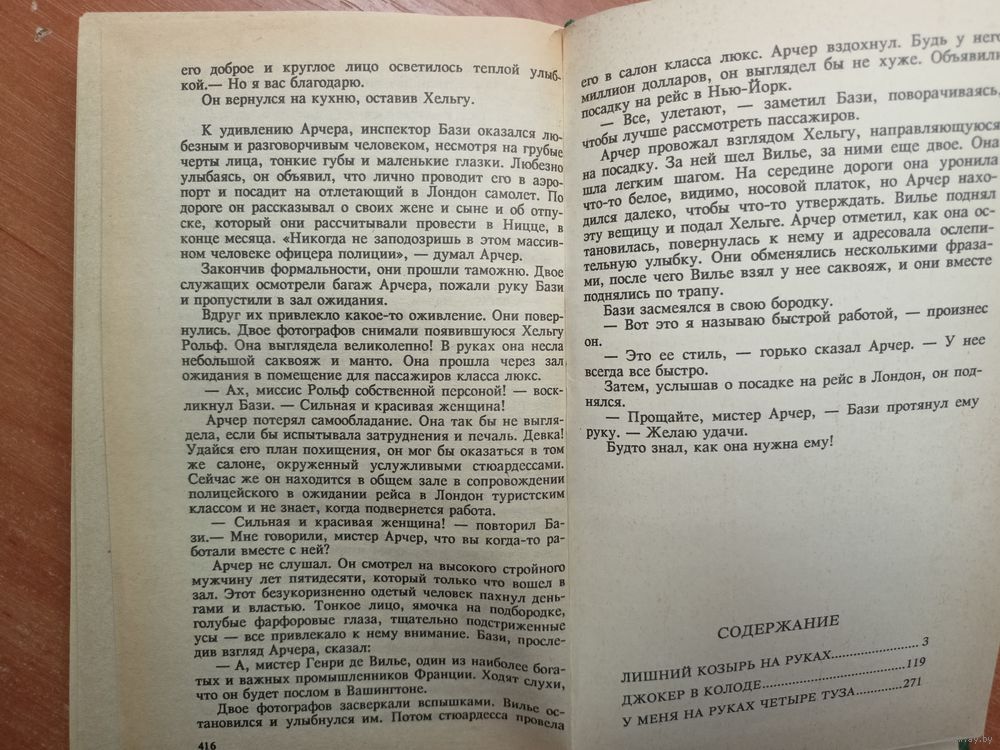 его доброе и круглое лицо осветилось теплой улыб-
кой.— Но я вас благодарю.
Он вернулся на кухню, оставив Хельгу.
К удивлению Арчера, инспектор Бази оказался лю-
безным и разговорчивым человеком, несмотря на грубые
черты лица, тонкие губы и маленькие глазки. Любезно
улыбаясь, он объявил, что лично проводит его в аэро-
порт и посадит на отлетающий в Лондон самолет. По
дороге он рассказывал о своих жене и сыне и об отпу-
ске, который они рассчитывали провести в Ницце, в
конце месяца. «Никогда не заподозришь в этом массив-
ном человеке офицера полиции», — думал Арчер.
Закончив формальности, они прошли таможню. Двое
служащих осмотрели багаж Арчера, пожали руку Бази
и пропустили в зал ожидания.
Вдруг их привлекло какое-то оживление. Они повер-
нулись. Двое фотографов снимали появившуюся Хельгу
Рольф. Она выглядела великолепно! В руках она несла
небольшой саквояж и манто. Она прошла через зал
ожидания в помещение для пассажиров класса люкс.
— Ах, миссис Рольф собственной персоной! — вос-
кликнул Бази. — Сильная и красивая женщина!
Арчер потерял самообладание. Она так бы не выгля-
дела, если бы испытывала затруднения и печаль. Девка!
Удайся его план похищения, он мог бы оказаться в том
же салоне, окруженный услужливыми стюардессами.
Сейчас же он находится в общем зале в сопровождении
полицейского в ожидании рейса в Лондон туристским
классом и не знает, когда подвернется работа.
— Сильная и красивая женщина! — повторил Ба-
зи.— Мне говорили, мистер Арчер, что вы когда-то ра-
ботали вместе с ней?
Арчер не слушал. Он смотрел на высокого стройного
мужчину лет пятидесяти, который только что вошел в
зал. Этот безукоризненно одетый человек пахнул день-
гами и властью. Тонкое лицо, ямочка на подбородке,
голубые фарфоровые глаза, тщательно подстриженные
усы — все привлекало к нему внимание. Бази, просле-
див взгляд Арчера, сказал:
— А, мистер Генри де Вилье, один из наиболее бога-
тых и важных промышленников Франции. Ходят слухи,
что он будет послом в Вашингтоне.
Двое фотографов засверкали вспышками. Вилье ос-
тановился и улыбнулся им. Потом стюардесса провела
416
его в салон класса люкс. Арчер вздохнул. Будь у него
миллион долларов, он выглядел бы не хуже. Объявили
посадку на рейс в Нью-Йорк.
— Все, улетают, — заметил Бази, поворачиваясь,
чтобы лучше рассмотреть пассажиров.
Арчер провожал взглядом Хельгу, направляющуюся
на посадку. За ней шел Вилье, за ними еще двое. Она
шла легким шагом. На середине дороги она уронила
что-то белое, видимо, носовой платок, но Арчер нахо-
дился далеко, чтобы что-то утверждать. Вилье поднял
эту вещицу и подал Хельге. Арчер отметил, как она ос-
тановилась, повернулась к нему и адресовала ослепи-
тельную улыбку. Они обменялись несколькими фраза-
ми, после чего Вилье взял у нее саквояж, и они вместе
поднялись по трапу.
Бази засмеялся в свою бородку.
— Вот это я называю быстрой работой, — произнес
он.
— Это ее стиль, — горько сказал Арчер. — У нее
всегда все быстро.
Затем, услышав о посадке на рейс в Лондон, он под-
нялся.
— Прощайте, мистер Арчер, — Бази протянул ему
руку. — Желаю удачи.
Будто знал, как она нужна ему!
СОДЕРЖАНИЕ
ЛИШНИЙ КОЗЫРЬ НА РУКАХ.................... 3
ДЖОКЕР В КОЛОДЕ....................119
У МЕНЯ НА РУКАХ ЧЕТЫРЕ ТУЗА...........271